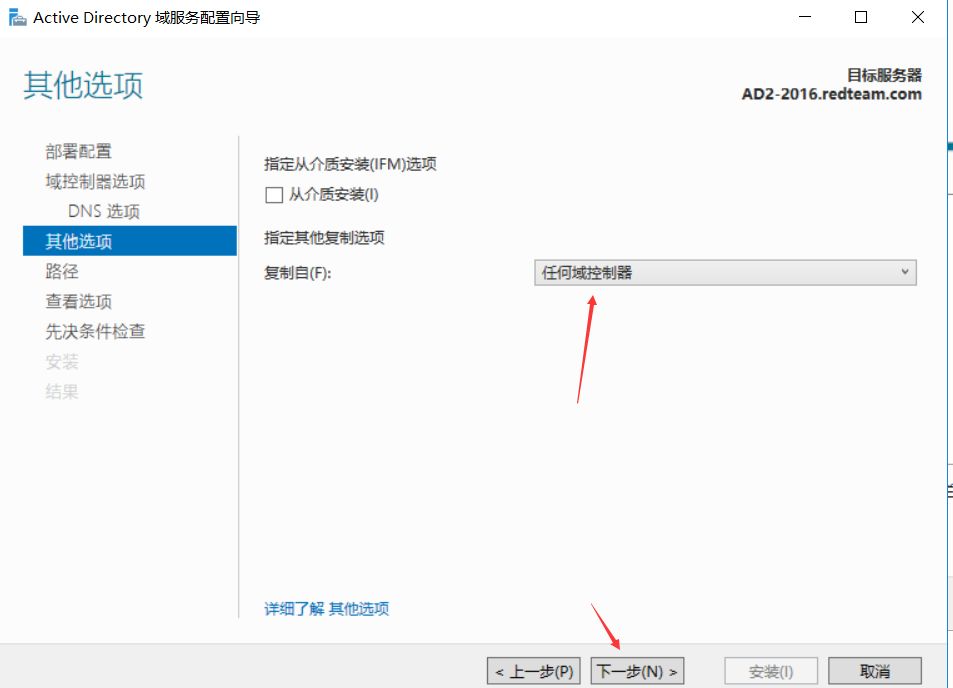 Active Directory 域服务配置向导
其他选项
目标服务器
AD2-2016.redteam.com
部署配置
域控制器选项
DNS 选项
其他选项
路径
查看选项
先决条件检查
安装
结果
指定从介质安装(IFM)选项
从介质安装(I)
指定其他复制选项
复制自(F):
任何域控制器
详细了解 其他选项
< 上一步(P)
下一步(N) >
安装(I)
取消